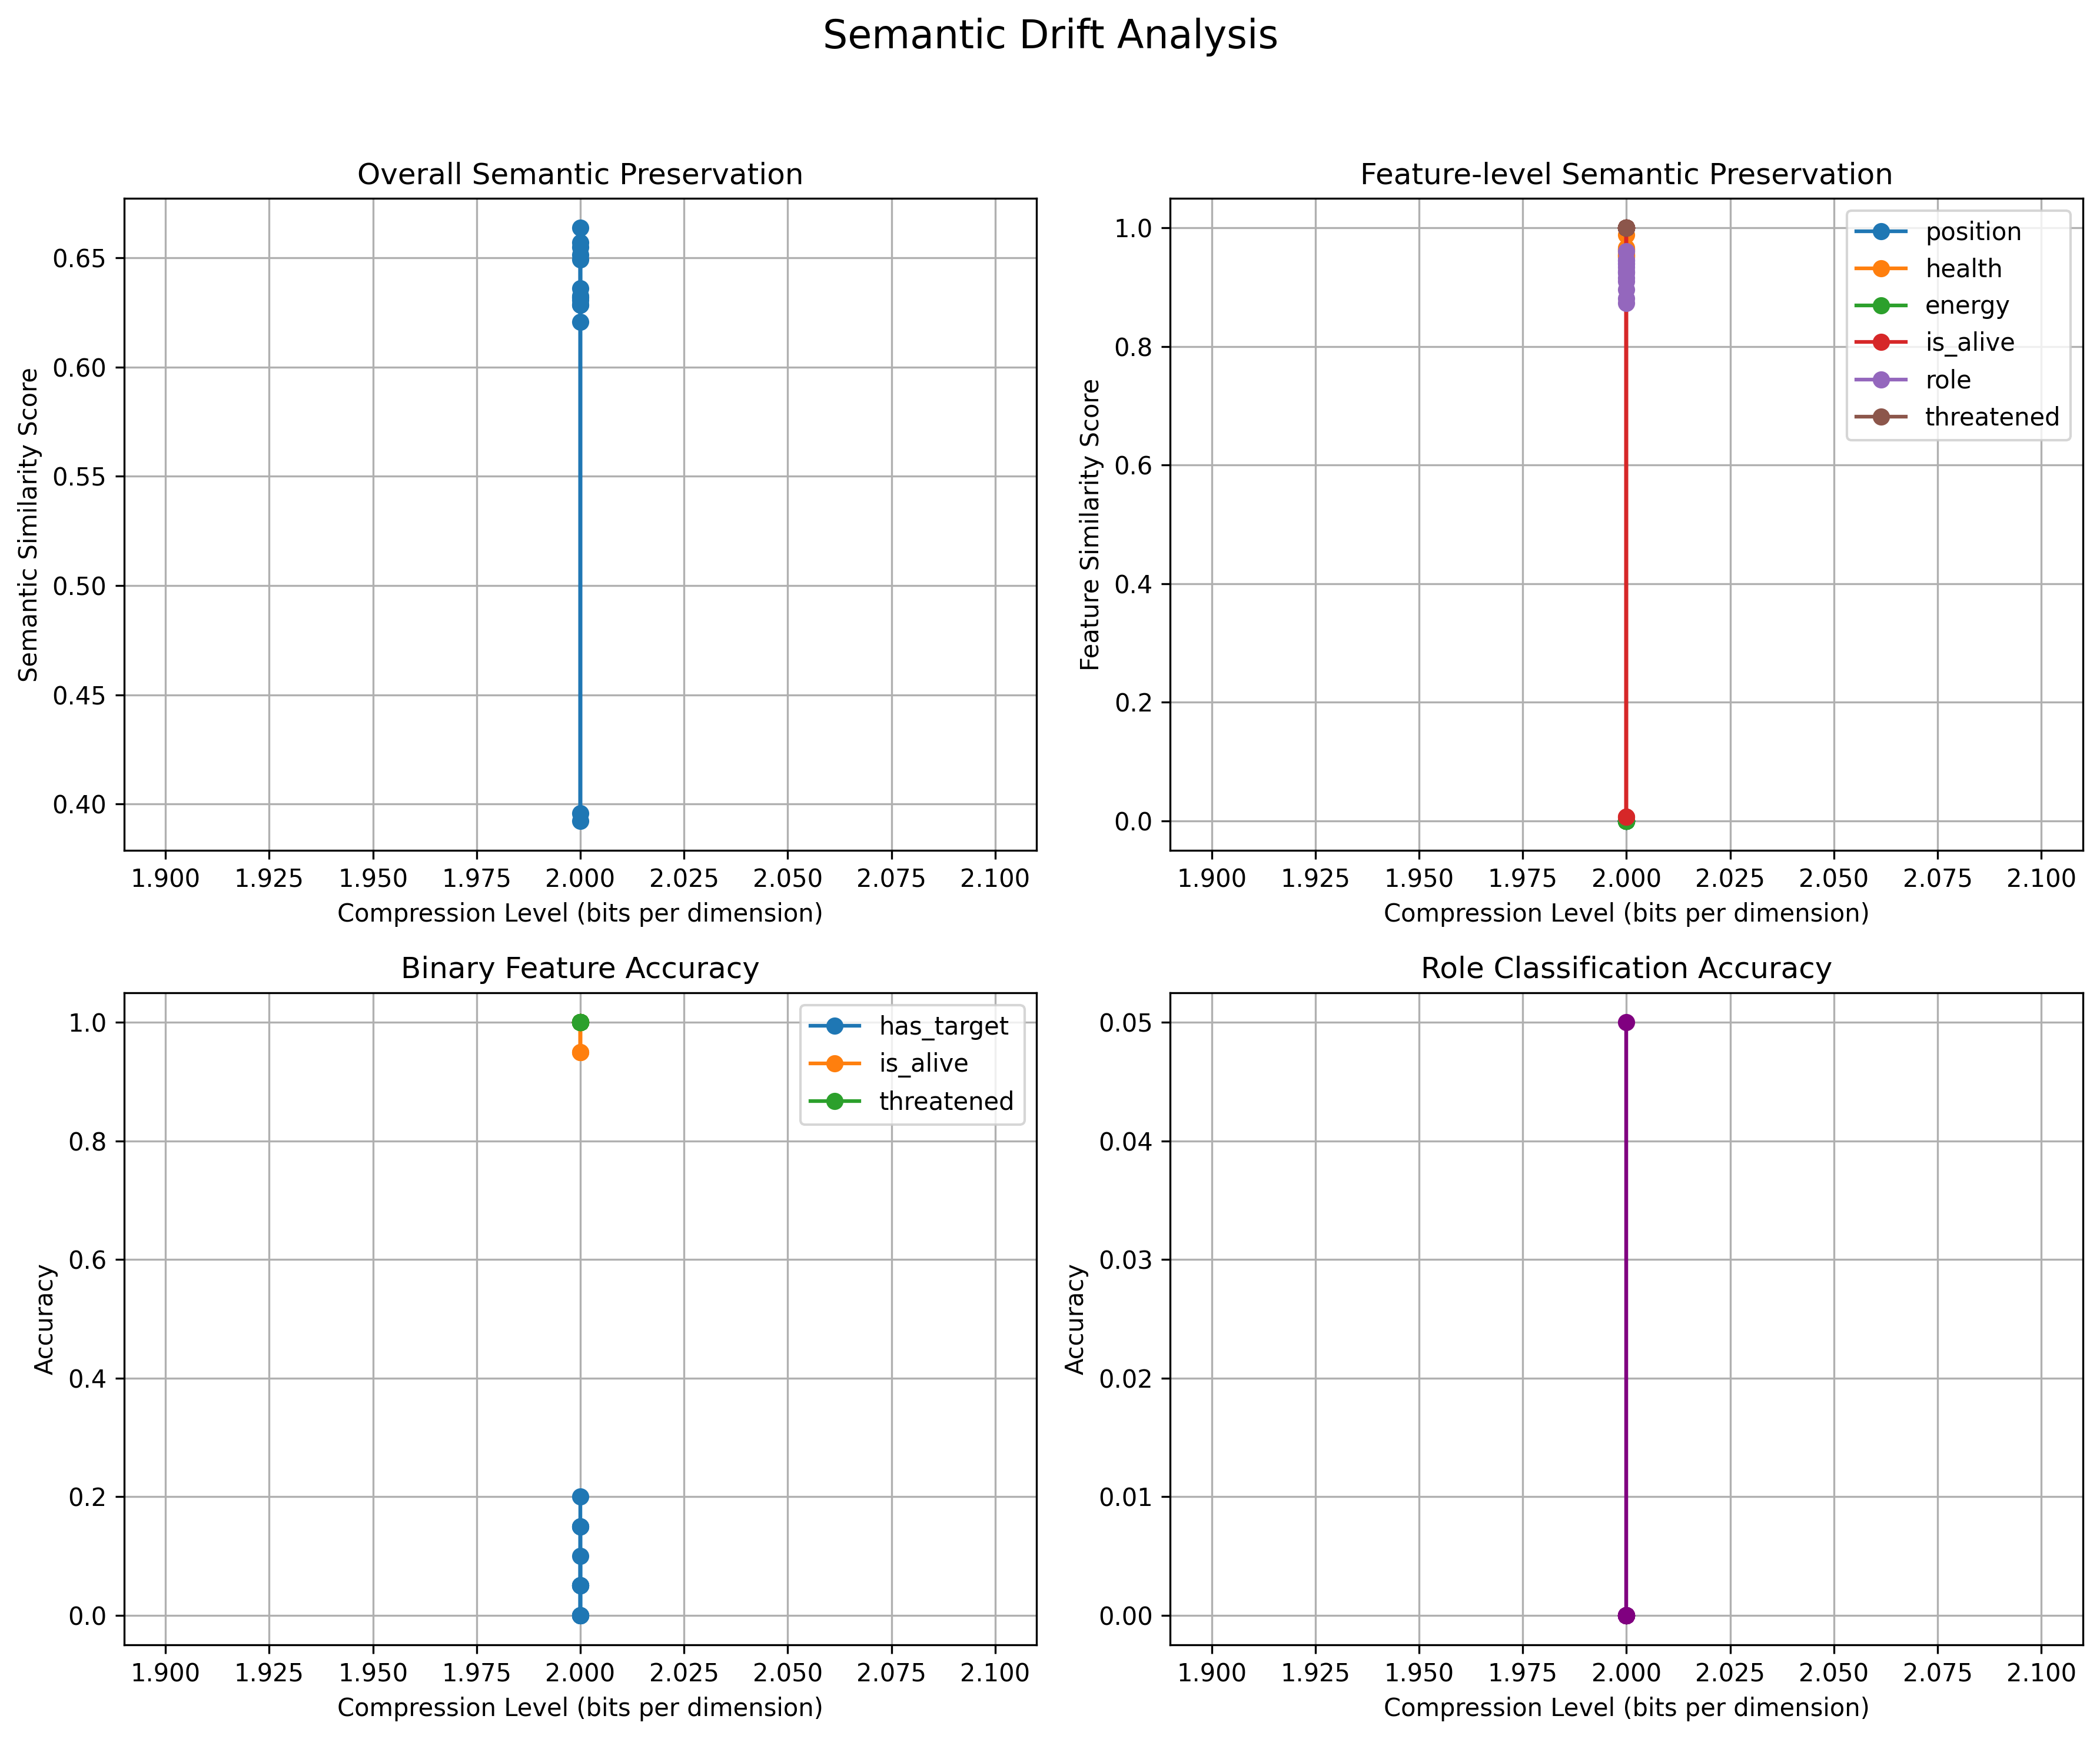 Semantic Drift Analysis
Overall Semantic Preservation
Semantic Similarity Score
0.65
0.60
0.55
0.50
0.45
0.40
1.900 1.925 1.950 1.975 2.000 2.025 2.050 2.075 2.100
Compression Level (bits per dimension)
Feature-level Semantic Preservation
Feature Similarity Score
1.0
0.8
0.6
0.4
0.2
0.0
position
health
energy
is_alive
role
threatened
1.900 1.925 1.950 1.975 2.000 2.025 2.050 2.075 2.100
Compression Level (bits per dimension)
Binary Feature Accuracy
Accuracy
1.0
0.8
0.6
0.4
0.2
0.0
has_target
is_alive
threatened
1.900 1.925 1.950 1.975 2.000 2.025 2.050 2.075 2.100
Compression Level (bits per dimension)
Role Classification Accuracy
Accuracy
0.05
0.04
0.03
0.02
0.01
0.00
1.900 1.925 1.950 1.975 2.000 2.025 2.050 2.075 2.100
Compression Level (bits per dimension)